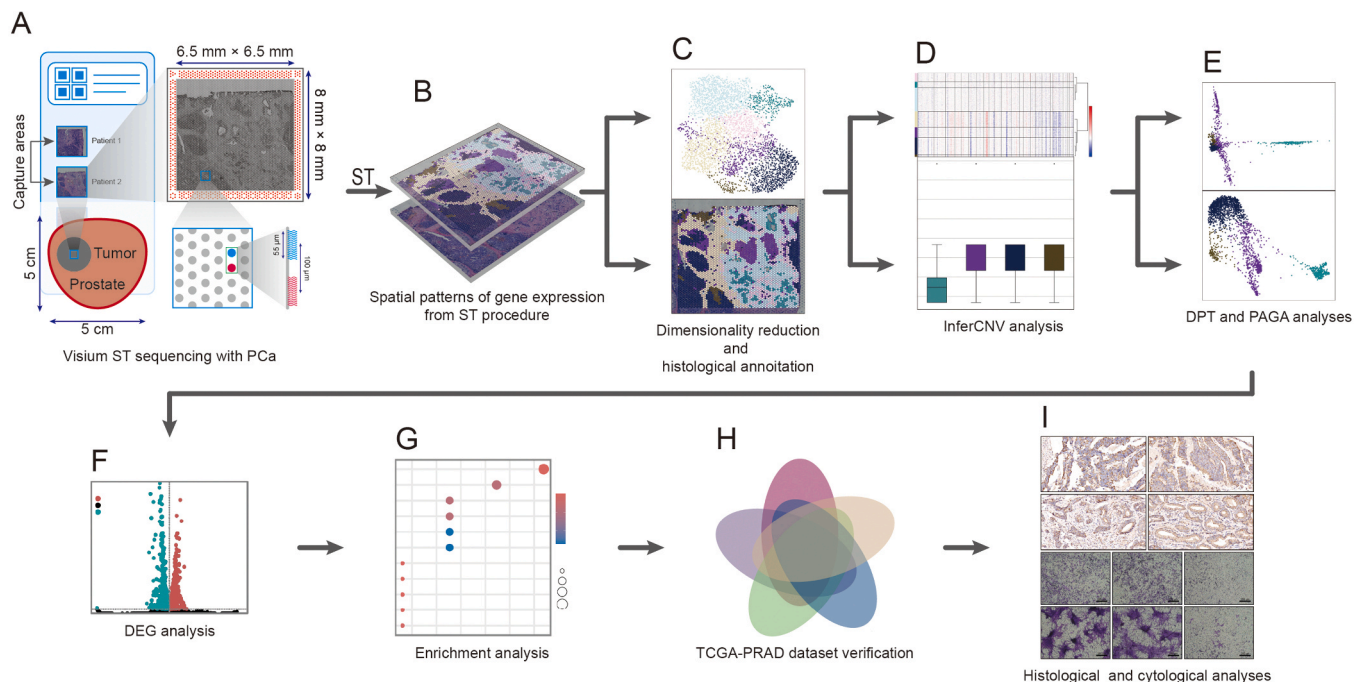 A
6.5 mm × 6.5 mm
8 mm × 8 mm
Capture areas
Patient 1
Patient 2
5 cm
Tumor
Prostate
5 cm
55 µm
100 µm
Visium ST sequencing with PCa
ST
B
Spatial patterns of gene expression
from ST procedure
C
Dimensionality reduction
and
histological annoitation
D
InferCNV analysis
E
DPT and PAGA analyses
F
DEG analysis
G
Enrichment analysis
H
TCGA-PRAD dataset verification
I
Histological and cytological analyses